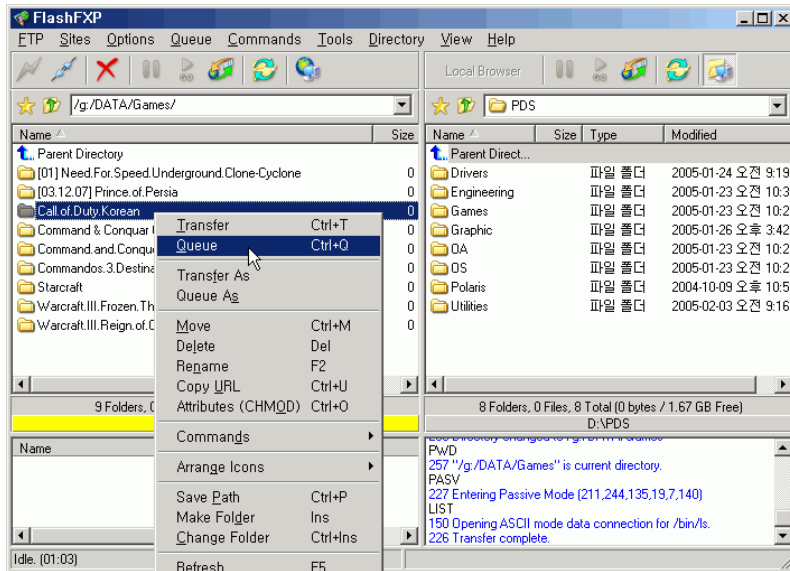 FlashFXP
FTP Sites Options Queue Commands Tools Directory View Help
Local Browser
/g:/DATA/Games/
PDS
Name Size
Parent Directory
[01] Need.For.Speed.Underground.Clone-Cyclone 0
[03.12.07] Prince.of.Persia 0
Call.of.Duty.Korean 0
Command & Conquar
Command.and.Conqu 0
Commandos.3.Destina 0
Starcraft 0
Warcraft.III.Frozen.Th 0
Warcraft.III.Reign.of.C 0
Transfer Ctrl+T
Queue Ctrl+Q
Transfer As
Queue As
Move Ctrl+M
Delete Del
Rename F2
Copy URL Ctrl+U
Attributes (CHMOD) Ctrl+O
Commands
Arrange Icons
Save Path Ctrl+P
Make Folder Ins
Change Folder Ctrl+Ins
Refresh F5
9 Folders,
Name
Idle. (01:03)
Name Size Type Modified
Parent Direct...
Drivers 파일 폴더 2005-01-24 오전 9:19
Engineering 파일 폴더 2005-01-23 오전 10:3
Games 파일 폴더 2005-01-23 오전 10:2
Graphic 파일 폴더 2005-01-26 오후 3:42
OA 파일 폴더 2005-01-23 오전 10:2
OS 파일 폴더 2005-01-23 오전 10:2
Polaris 파일 폴더 2004-10-09 오후 10:5
Utilities 파일 폴더 2005-02-03 오전 9:16
8 Folders, 0 Files, 8 Total (0 bytes / 1.67 GB Free)
D:\PDS
PWD
257 "/g:/DATA/Games" is current directory.
PASV
227 Entering Passive Mode (211,244,135,19,7,140)
LIST
150 Opening ASCII mode data connection for /bin/ls.
226 Transfer complete.